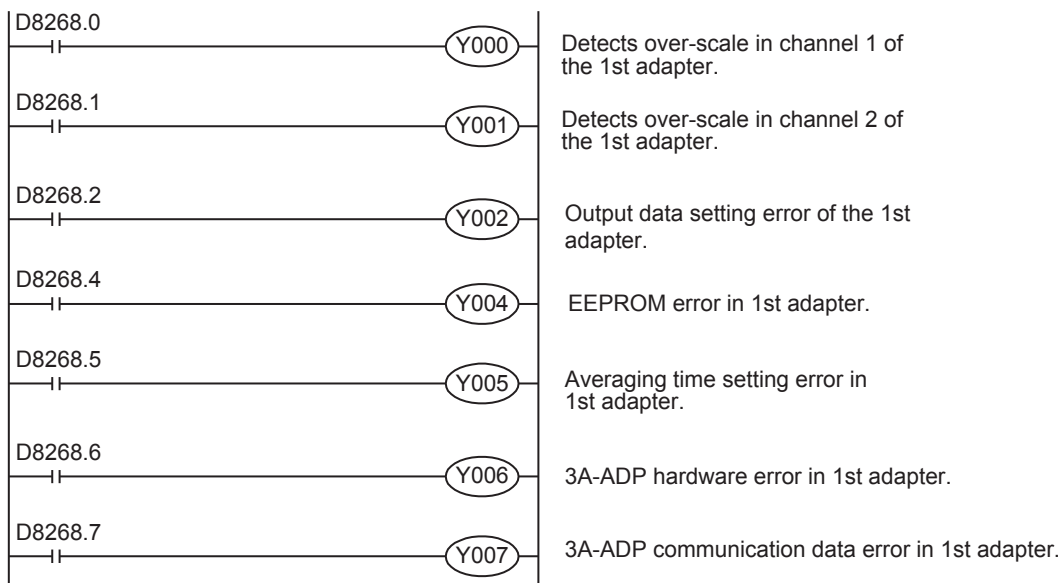 D8268.0
Y000
Detects over-scale in channel 1 of
the 1st adapter.
D8268.1
Y001
Detects over-scale in channel 2 of
the 1st adapter.
D8268.2
Y002
Output data setting error of the 1st
adapter.
D8268.4
Y004
EEPROM error in 1st adapter.
D8268.5
Y005
Averaging time setting error in
1st adapter.
D8268.6
Y006
3A-ADP hardware error in 1st adapter.
D8268.7
Y007
3A-ADP communication data error in 1st adapter.